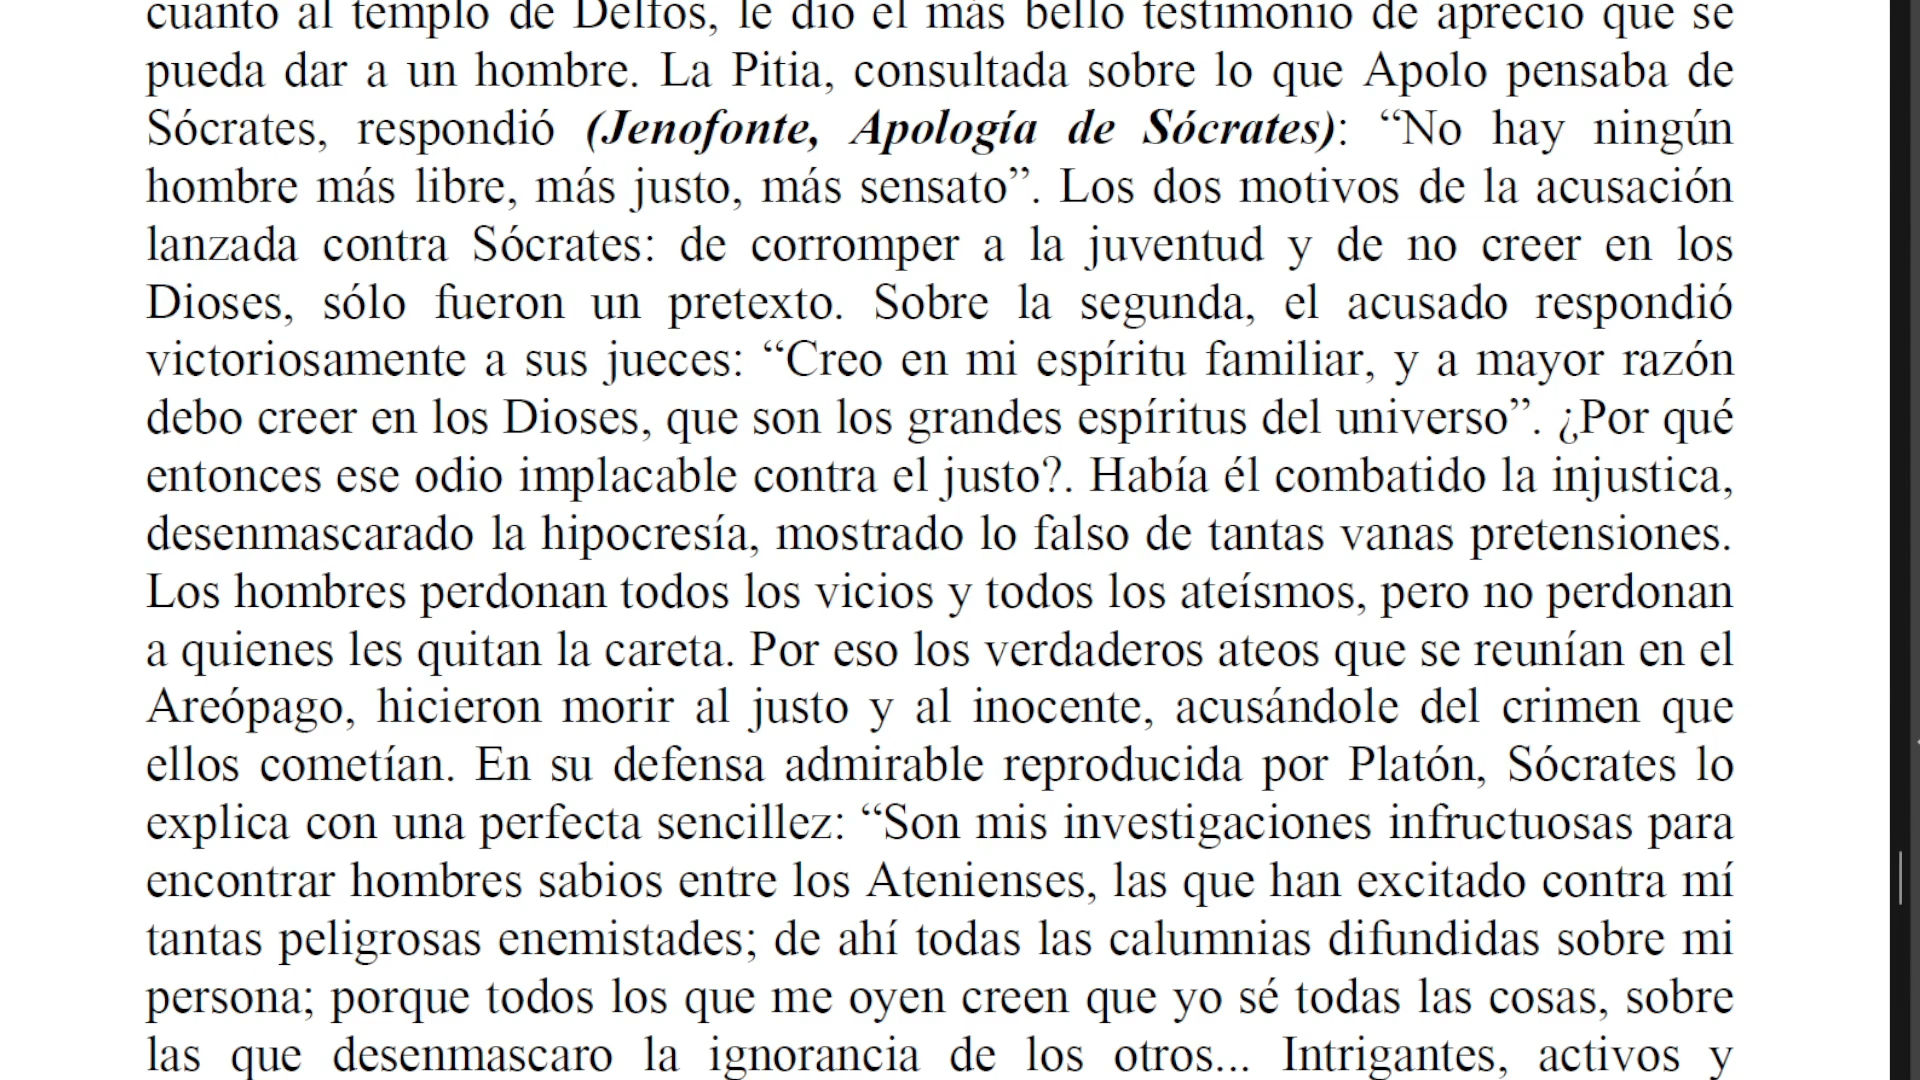 cuanto al templo de Delfos, le dio el más bello testimonio de aprecio que se
pueda dar a un hombre. La Pitia, consultada sobre lo que Apolo pensaba de
Sócrates, respondió (Jenofonte, Apología de Sócrates): “No hay ningún
hombre más libre, más justo, más sensato”. Los dos motivos de la acusación
lanzada contra Sócrates: de corromper a la juventud y de no creer en los
Dioses, sólo fueron un pretexto. Sobre la segunda, el acusado respondió
victoriosamente a sus jueces: “Creo en mi espíritu familiar, y a mayor razón
debo creer en los Dioses, que son los grandes espíritus del universo”. ¿Por qué
entonces ese odio implacable contra el justo?. Había él combatido la injustica,
desenmascarado la hipocresía, mostrado lo falso de tantas vanas pretensiones.
Los hombres perdonan todos los vicios y todos los ateísmos, pero no perdonan
a quienes les quitan la careta. Por eso los verdaderos ateos que se reunían en el
Areópago, hicieron morir al justo y al inocente, acusándole del crimen que
ellos cometían. En su defensa admirable reproducida por Platón, Sócrates lo
explica con una perfecta sencillez: “Son mis investigaciones infructuosas para
encontrar hombres sabios entre los Atenienses, las que han excitado contra mí
tantas peligrosas enemistades; de ahí todas las calumnias difundidas sobre mi
persona; porque todos los que me oyen creen que yo sé todas las cosas, sobre
las que desenmascaro la ignorancia de los otros... Intrigantes, activos y